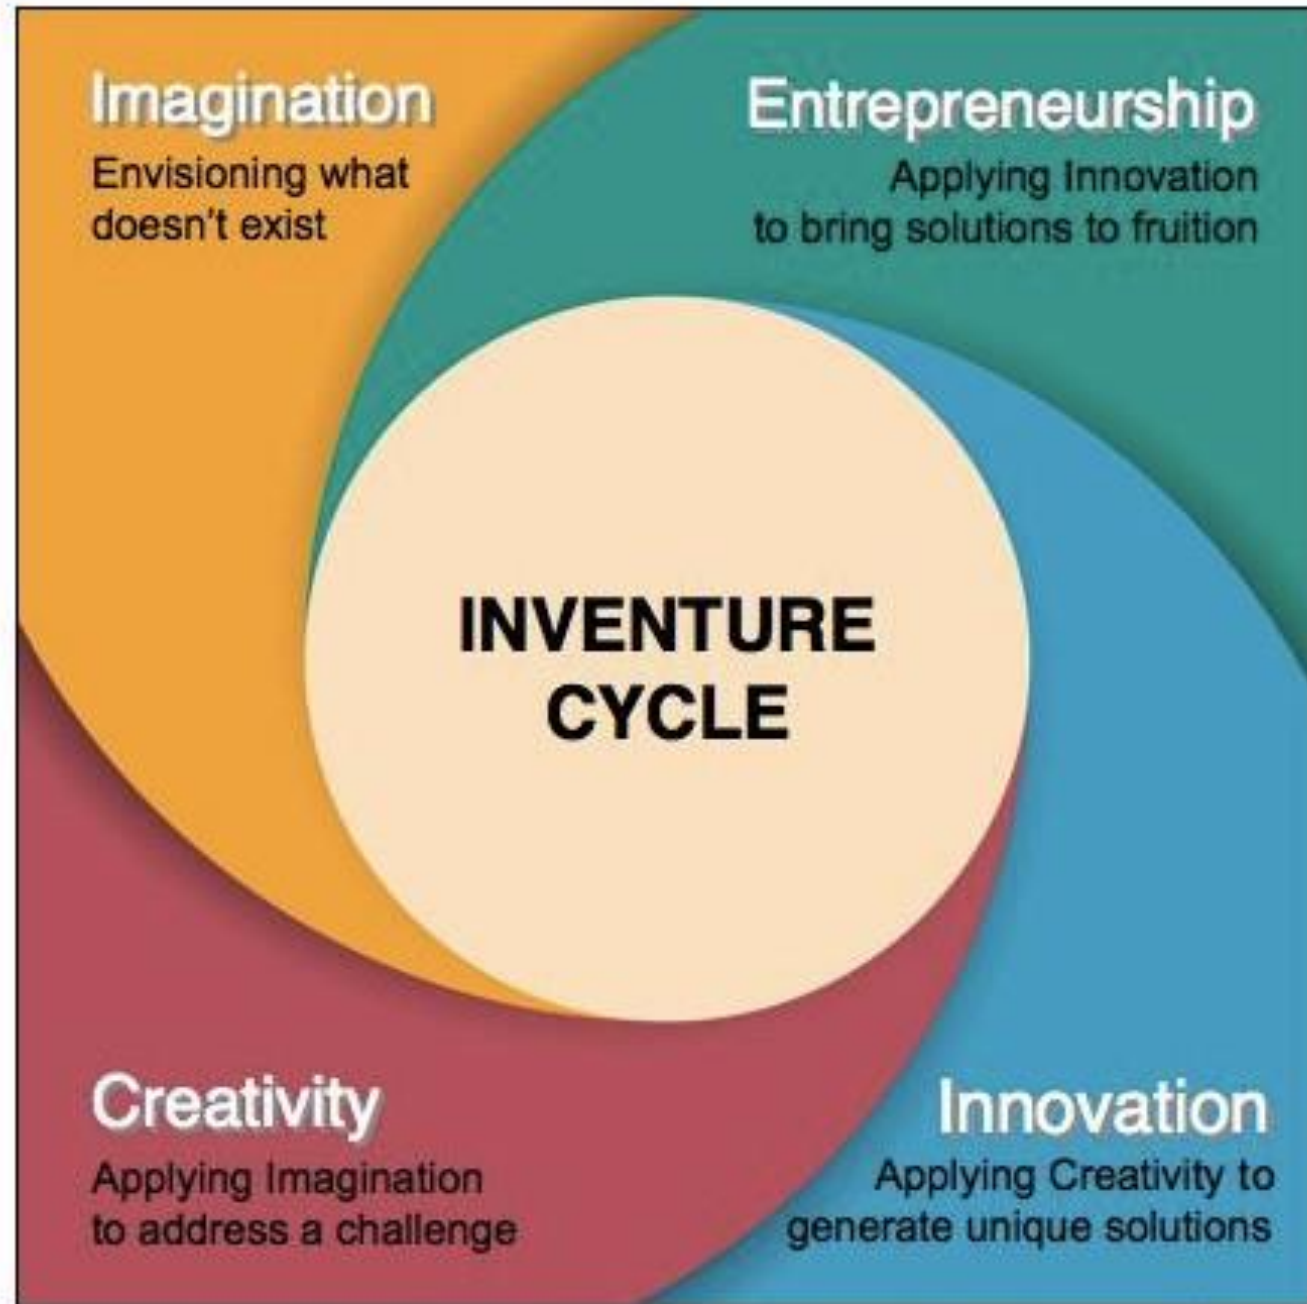 Imagination
Envisioning what
doesn't exist
Entrepreneurship
Applying Innovation
to bring solutions to fruition
INVENTURE
CYCLE
Creativity
Applying Imagination
to address a challenge
Innovation
Applying Creativity to
generate unique solutions